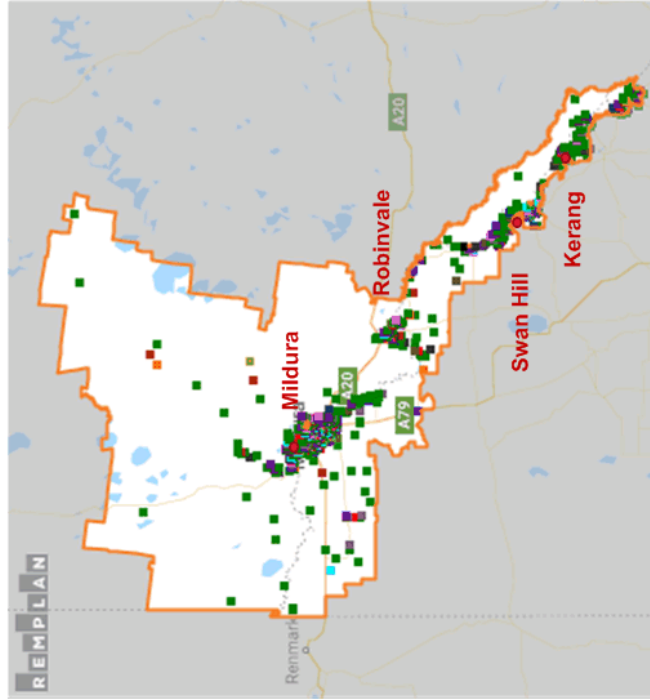 REMPLAN
A20
Robinvale
Mildura
A20
A79
Swan Hill
Kerang
Renmark